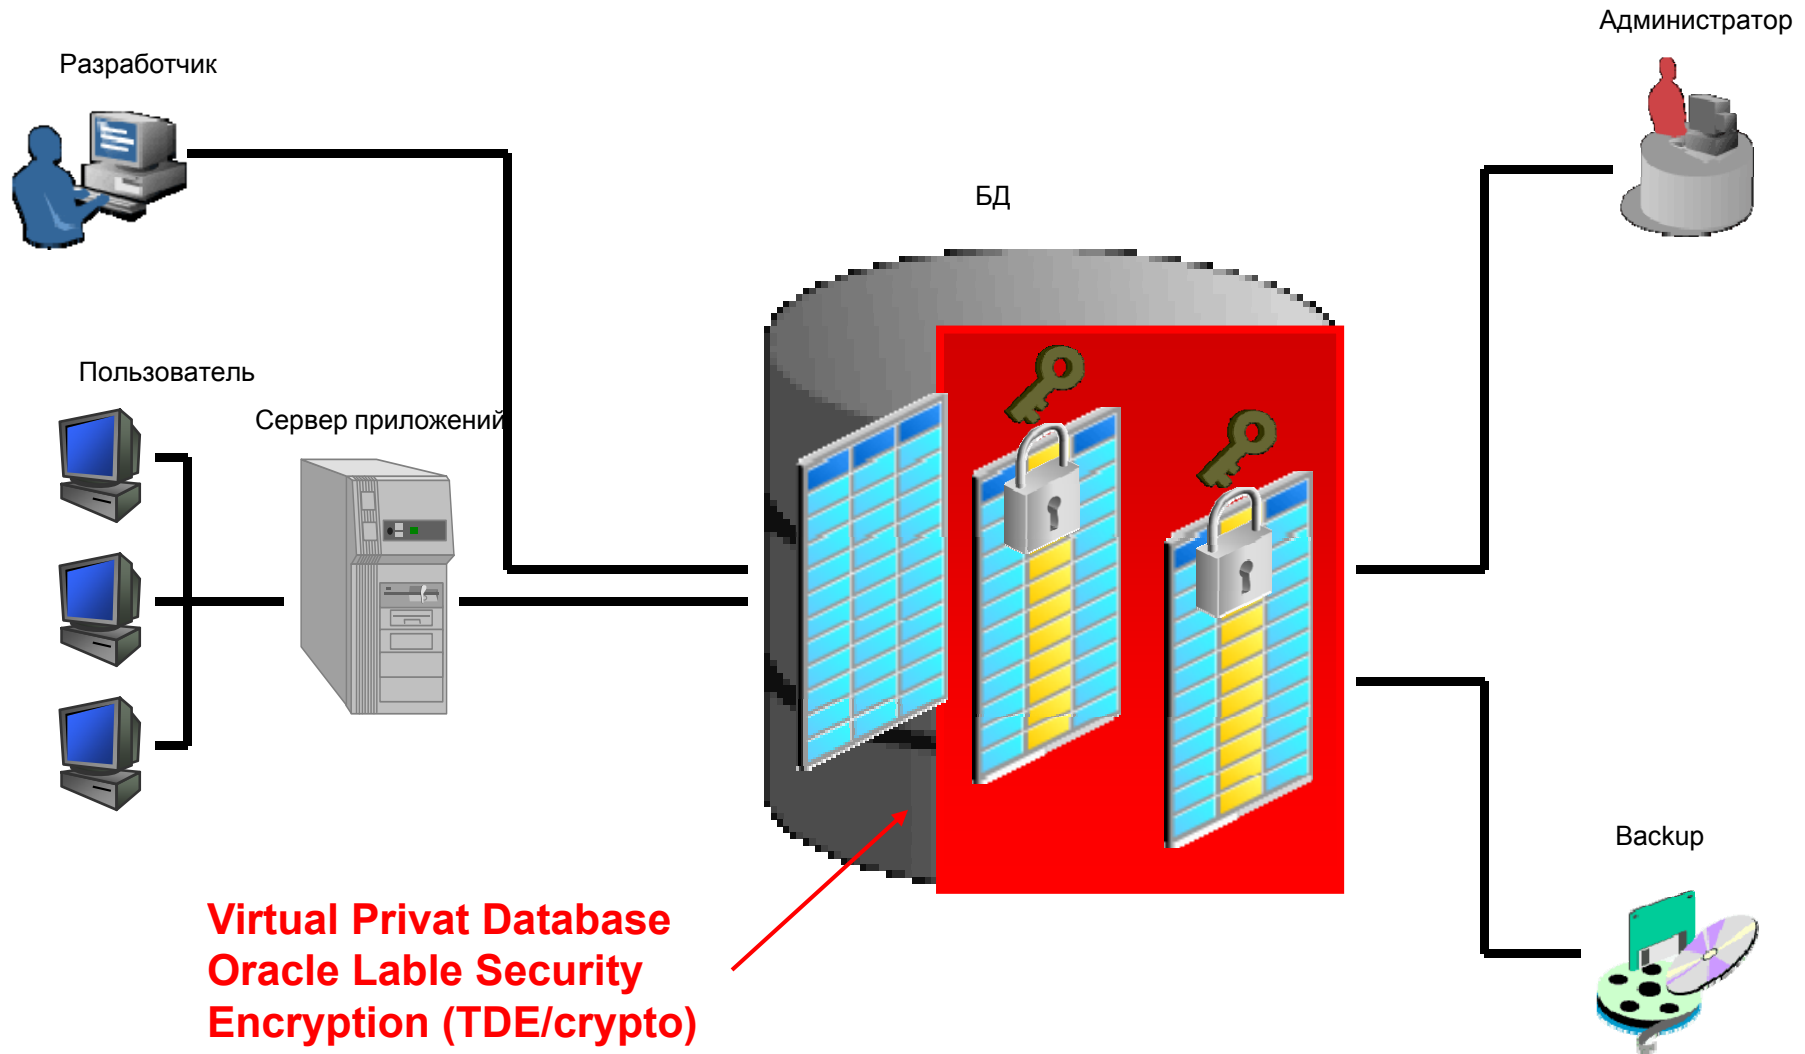 Администратор
Разработчик
БД
Пользователь
Сервер приложений
Backup
Virtual Privat Database
Oracle Lable Security
Encryption (TDE/crypto)